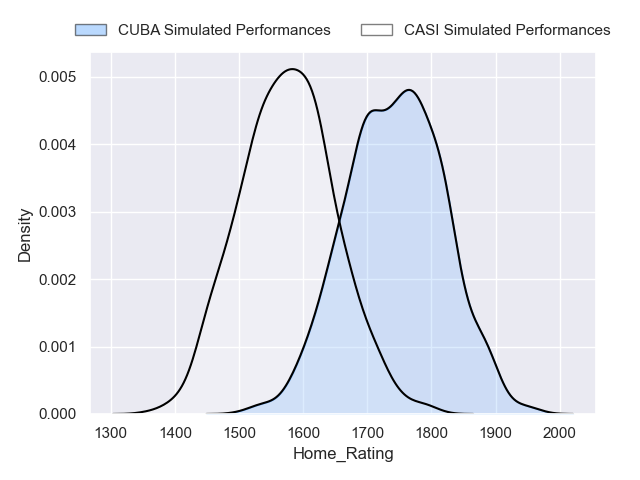 CUBA Simulated Performances CASI Simulated Performances
0.005
0.004
0.003
0.002
0.001
0.000
Density
1300 1400 1500 1600 1700 1800 1900 2000
Home_Rating